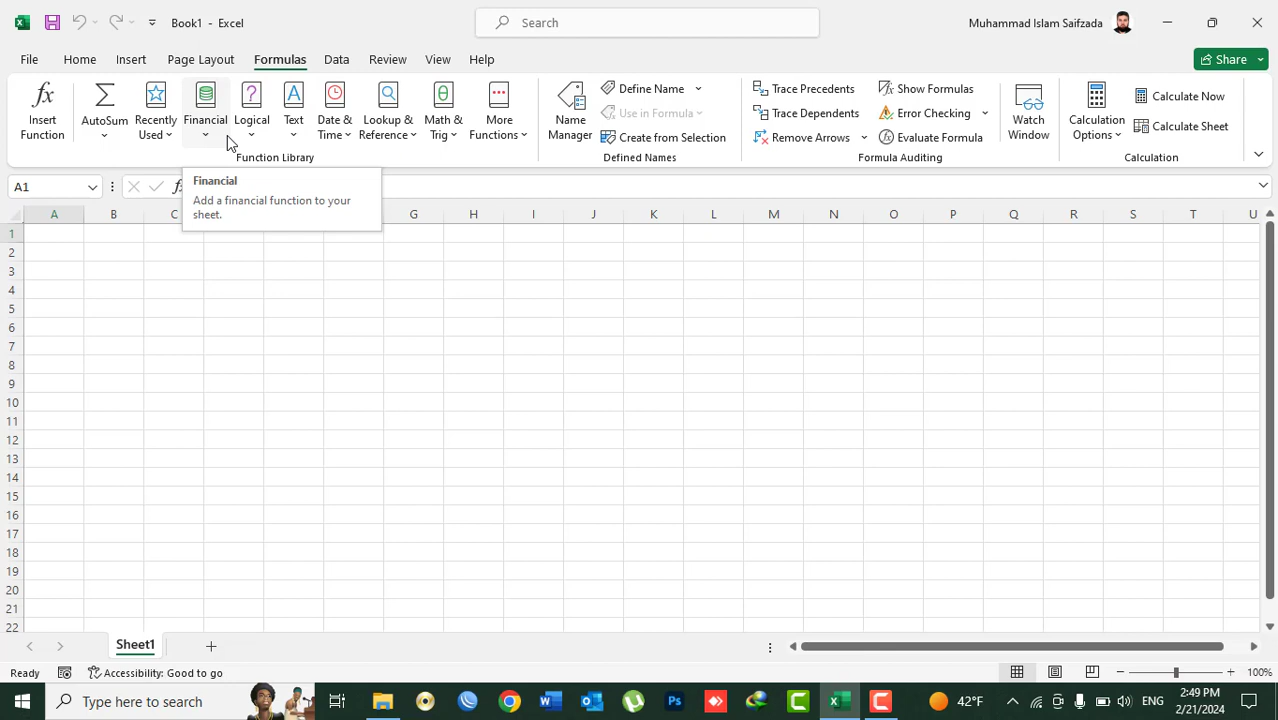 Book1 - Excel
Search
Muhammad Islam Saifzada
File Home Insert Page Layout Formulas Data Review View Help
Share
Insert Function
AutoSum
Recently Used
Financial
Logical
Text
Date & Time
Lookup & Reference
Math & Trig
More Functions
Function Library
Name Manager
Define Name
Use in Formula
Create from Selection
Defined Names
Trace Precedents
Trace Dependents
Remove Arrows
Show Formulas
Error Checking
Evaluate Formula
Formula Auditing
Watch Window
Calculation Options
Calculate Now
Calculate Sheet
Calculation
A1
fx
Financial
Add a financial function to your
sheet.
A B C G H I J K L M N O P Q R S T U
1
2
3
4
5
6
7
8
9
10
11
12
13
14
15
16
17
18
19
20
21
22
Sheet1
Ready
Accessibility: Good to go
100%
Type here to search
42°F
ENG
2:49 PM
2/21/2024